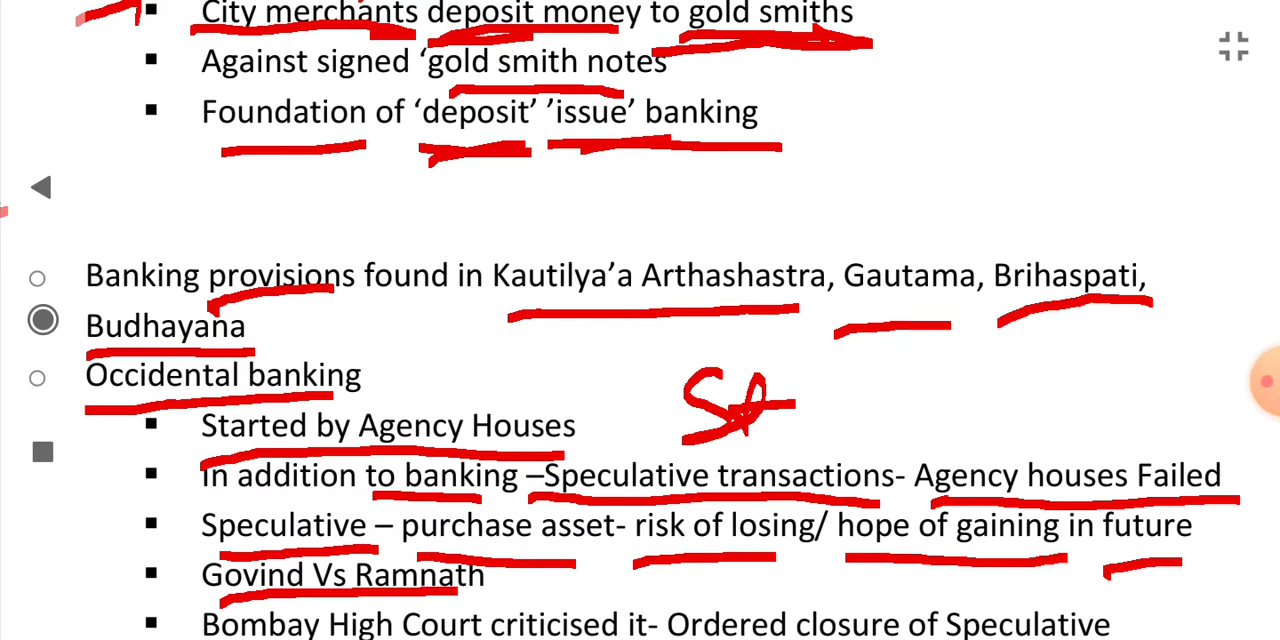 City merchants deposit money to gold smiths
Against signed ‘gold smith notes
Foundation of ‘deposit’ ’issue’ banking
Banking provisions found in Kautilya’a Arthashastra, Gautama, Brihaspati,
Budhayana
Occidental banking
Started by Agency Houses
In addition to banking –Speculative transactions- Agency houses Failed
Speculative – purchase asset- risk of losing/ hope of gaining in future
Govind Vs Ramnath
Bombay High Court criticised it- Ordered closure of Speculative